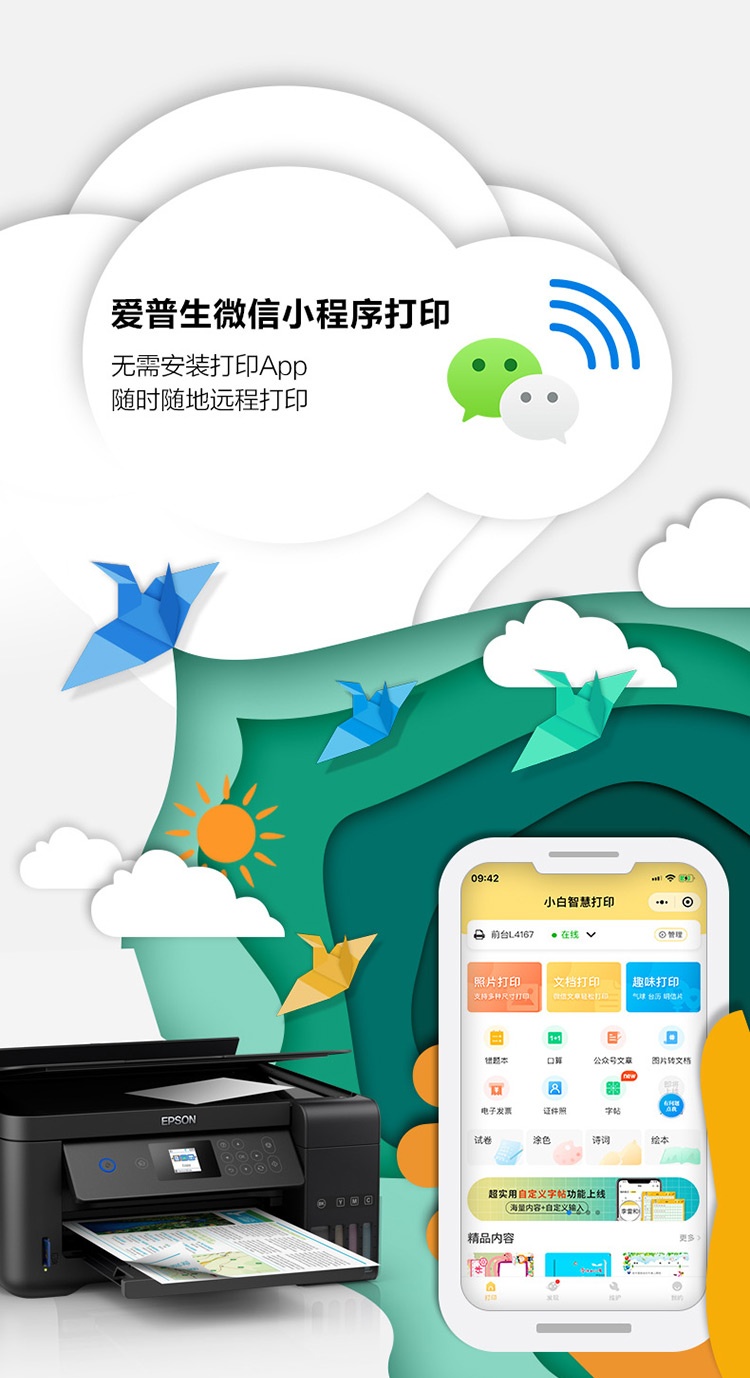 爱普生微信小程序打印
无需安装打印App
随时随地远程打印
09:42
小白智慧打印
前台L4167
在线
管理
照片打印
支持多种尺寸打印
文档打印
微信文章轻松打印
趣味打印
气球 台历 明信片
错题本
口算
公众号文章
图片转文档
电子发票
证件照
new
字帖
有问题
点我
试卷
涂色
诗词
绘本
超实用自定义字帖功能上线
海量内容+自定义输入
精品内容
更多
打印
发现
维护
我的
EPSON
BK
Y
M
C